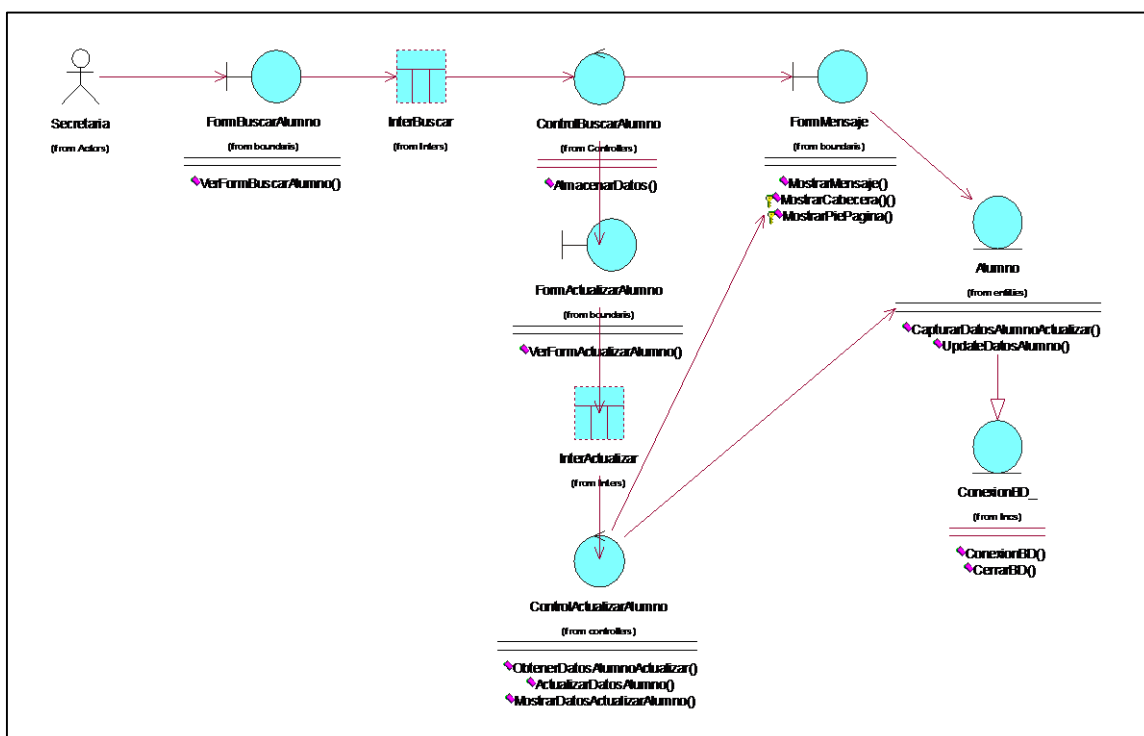 Secretaria
(from Actors)
FormBuscarAlumno
(from boundaris)
VerFormBuscarAlumno()
InterBuscar
(from Inters)
ControlBuscarAlumno
(from Controllers)
AlmacenarDatos()
FormMensaje
(from boundaris)
MostrarMensaje()
MostrarCabecera()()
MostrarPiePagina()
FormActualizarAlumno
(from boundaris)
VerFormActualizarAlumno()
Alumno
(from entities)
CapturarDatosAlumnoActualizar()
UpdateDatosAlumno()
InterActualizar
(from Inters)
ConexionBD_
(from Incs)
ConexionBD()
CerrarBD()
ControlActualizarAlumno
(from controllers)
ObtenerDatosAlumnoActualizar()
ActualizarDatosAlumno()
MostrarDatosActualizarAlumno()